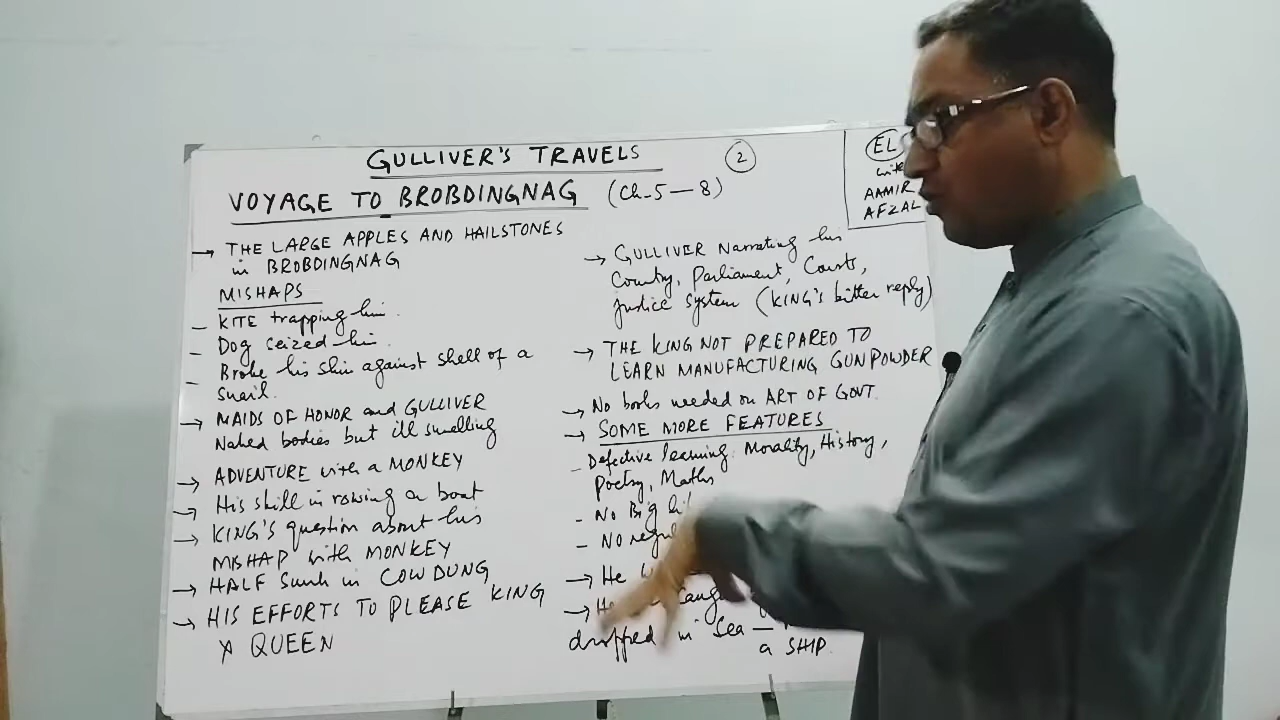 GULLIVER'S TRAVELS
2
VOYAGE TO BROBDINGNAG (Ch-5-8)
EL
with
AAMIR
AFZAL
→ THE LARGE APPLES AND HAILSTONES
in BROBDINGNAG
MISHAPS
- KITE trapping him.
- Dog seized him.
- Broke his shin against shell of a
snail.
→ MAIDS OF HONOR and GULLIVER
Naked bodies but ill smelling
→ ADVENTURE with a MONKEY
→ His skill in rowing a boat
→ KING'S question about his
MISHAP with MONKEY
→ HALF Sunk in COW DUNG
→ HIS EFFORTS TO PLEASE KING
& QUEEN
→ GULLIVER Narrating his
Country, Parliament, Courts,
Justice system (KING'S bitter reply)
→ THE KING NOT PREPARED TO
LEARN MANUFACTURING GUNPOWDER
→ No books needed on ART OF GOVT.
→ SOME MORE FEATURES
- Defective learning: Morality, History,
Poetry, Maths
- No Big
- No
→ He
→ He
dropped in Sea —
a SHIP.